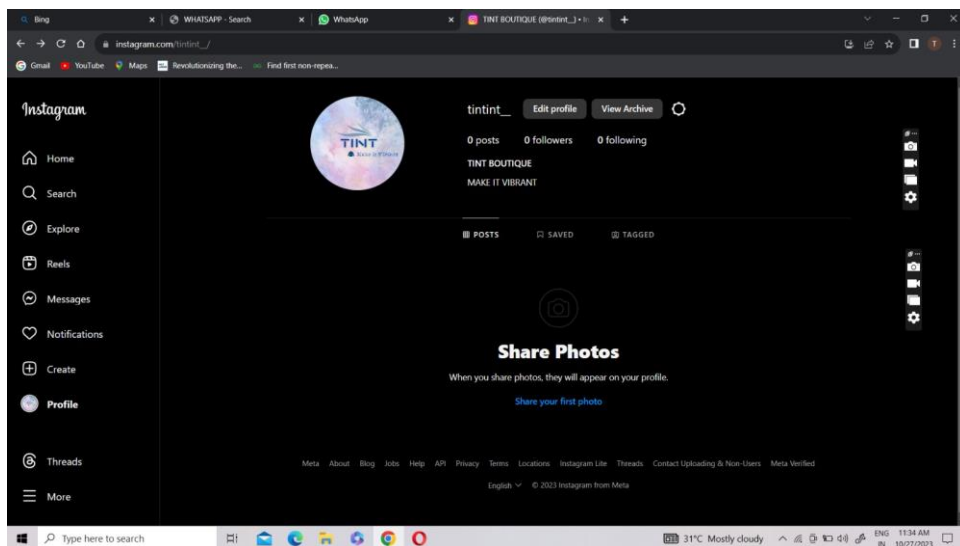 Bing
WHATSAPP - Search
WhatsApp
TINT BOUTIQUE (@tintint__) • In
instagram.com/tintint__/
T
Gmail
YouTube
Maps
Revolutionizing the...
Find first non-repea...
Instagram
Home
Search
Explore
Reels
Messages
Notifications
Create
Profile
Threads
More
TINT
tintint__ Edit profile View Archive
0 posts 0 followers 0 following
TINT BOUTIQUE
MAKE IT VIBRANT
POSTS SAVED TAGGED
Share Photos
When you share photos, they will appear on your profile.
Share your first photo
Meta About Blog Jobs Help API Privacy Terms Locations Instagram Lite Threads Contact Uploading & Non-Users Meta Verified
English © 2023 Instagram from Meta
Type here to search
31°C Mostly cloudy
ENG 11:34 AM
IN 10/27/2023